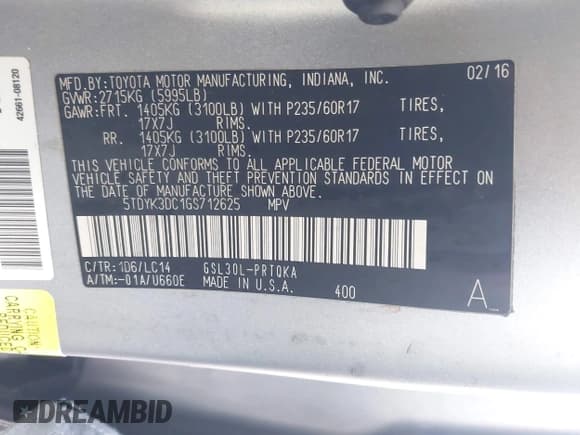 MFD.BY:TOYOTA MOTOR MANUFACTURING, INDIANA, INC. 02/16
GVWR:2715KG (5995LB)
GAWR:FRT. 1405KG (3100LB) WITH P235/60R17 TIRES,
17X7J RIMS.
RR. 1405KG (3100LB) WITH P235/60R17 TIRES,
17X7J RIMS.
THIS VEHICLE CONFORMS TO ALL APPLICABLE FEDERAL MOTOR
VEHICLE SAFETY AND THEFT PREVENTION STANDARDS IN EFFECT
ON THE DATE OF MANUFACTURE SHOWN ABOVE.
5TDYK3DC1GS712625 MPV
C/TR:1D6/LC14 GSL30L-PRTQKA
A/TM:-01A/U660E MADE IN U.S.A. 400 A
42661-08120
CAUTION
CARRYING
DREAMBID